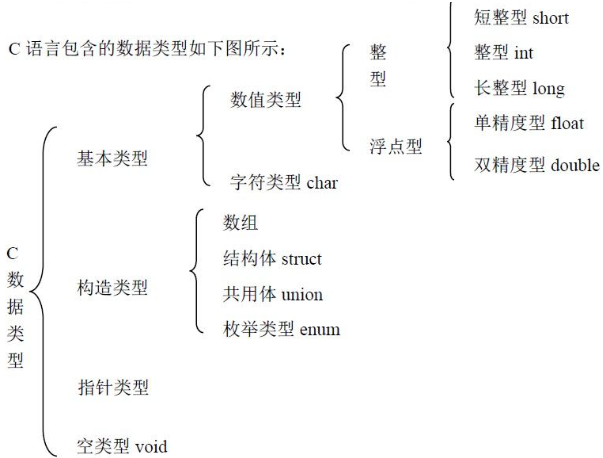 C 语言包含的数据类型如下图所示：
C
数
据
类
型
基本类型
数值类型
整
型
短整型 short
整型 int
长整型 long
浮点型
单精度型 float
双精度型 double
字符类型 char
构造类型
数组
结构体 struct
共用体 union
枚举类型 enum
指针类型
空类型 void